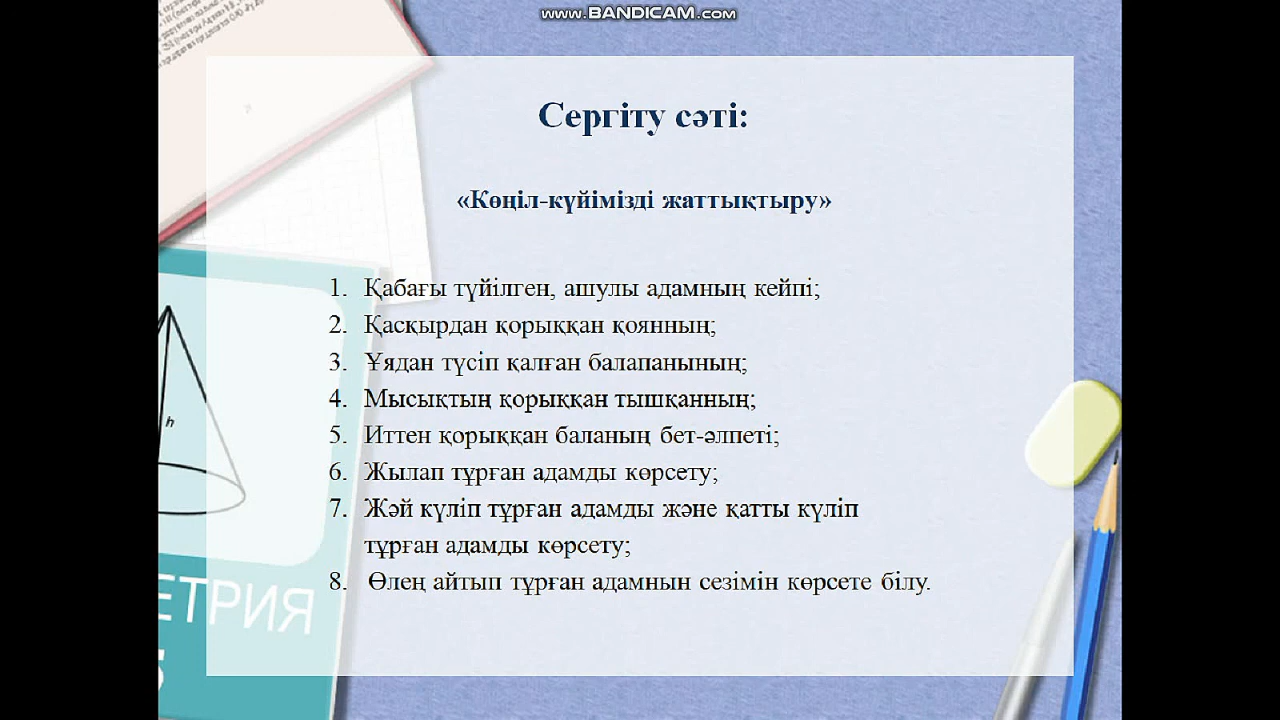 www.BANDICAM.com
Сергіту сәті:
«Көңіл-күйімізді жаттықтыру»
1. Қабағы түйілген, ашулы адамның кейпі;
2. Қасқырдан қорыққан қоянның;
3. Ұядан түсіп қалған балапанының;
4. Мысықтың қорыққан тышқанның;
5. Иттен қорыққан баланың бет-әлпеті;
6. Жылап тұрған адамды көрсету;
7. Жәй күліп тұрған адамды және қатты күліп
тұрған адамды көрсету;
8. Өлең айтып тұрған адамнын сезімін көрсете білу.
h
ЕТРИЯ